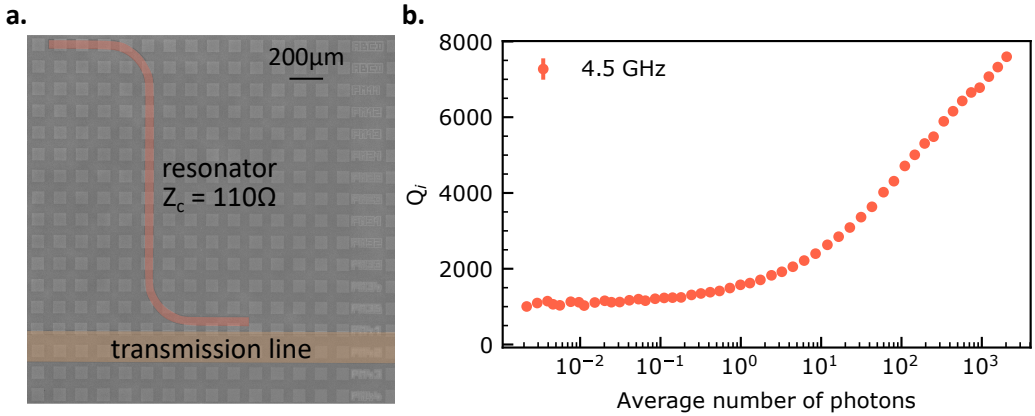 a.
200μm
resonator
Z_c = 110Ω
transmission line
b.
8000
6000
4000
2000
0
Q_i
4.5 GHz
10^-2
10^-1
10^0
10^1
10^2
10^3
Average number of photons